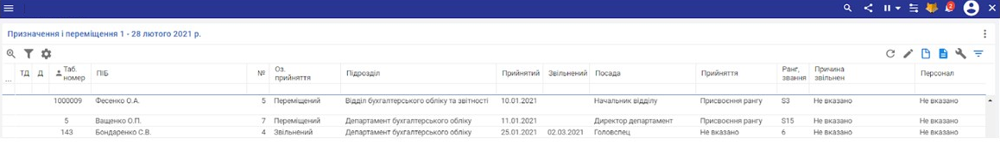 2
Призначення і переміщення 1 - 28 лютого 2021 р.
... ТД Д Таб. номер ПІБ № Оз. прийняття Підрозділ Прийнятий Звільнений Посада Прийняття Ранг, звання Причина звільнен Персонал
1000009 Фесенко О.А. 5 Переміщений Відділ бухгалтерського обліку та звітності 10.01.2021 Начальник відділу Присвоєння рангу S3 Не вказано Не вказано
5 Ващенко О.П. 7 Переміщений Департамент бухгалтерського обліку 11.01.2021 Директор департамент Присвоєння рангу S15 Не вказано Не вказано
143 Бондаренко С.В. 4 Звільнений Департамент бухгалтерського обліку 25.01.2021 02.03.2021 Головспец Не вказано 6 Не вказано Не вказано